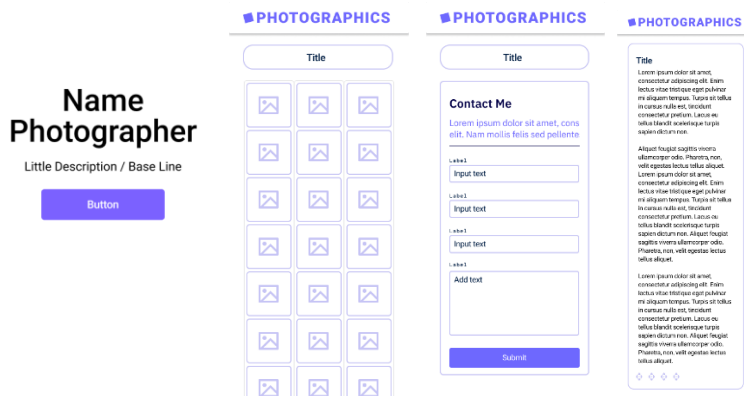 Name
Photographer
Little Description / Base Line
Button
PHOTOGRAPHICS
Title
PHOTOGRAPHICS
Title
Contact Me
Lorem ipsum dolor sit amet, cons
elit. Nam mollis felis sed pellente
Label
Input text
Label
Input text
Label
Input text
Label
Add text
Submit
PHOTOGRAPHICS
Title
Lorem ipsum dolor sit amet,
consectetur adipiscing elit. Enim
lectus vitae tristique eget pulvinar
mi aliquam tempus. Turpis sit tellus
in cursus nulla est, tincidunt
consectetur pretium. Lacus eu
tellus blandit scelerisque turpis
sapien dictum non.
Aliquet feugiat sagittis viverra
ullamcorper odio. Pharetra, non,
velit egestas lectus tellus aliquet.
Lorem ipsum dolor sit amet,
consectetur adipiscing elit. Enim
lectus vitae tristique eget pulvinar
mi aliquam tempus. Turpis sit tellus
in cursus nulla est, tincidunt
consectetur pretium. Lacus eu
tellus blandit scelerisque turpis
sapien dictum non. Aliquet feugiat
sagittis viverra ullamcorper odio.
Pharetra, non, velit egestas lectus
tellus aliquet.
Lorem ipsum dolor sit amet,
consectetur adipiscing elit. Enim
lectus vitae tristique eget pulvinar
mi aliquam tempus. Turpis sit tellus
in cursus nulla est, tincidunt
consectetur pretium. Lacus eu
tellus blandit scelerisque turpis
sapien dictum non. Aliquet feugiat
sagittis viverra ullamcorper odio.
Pharetra, non, velit egestas lectus
tellus aliquet.